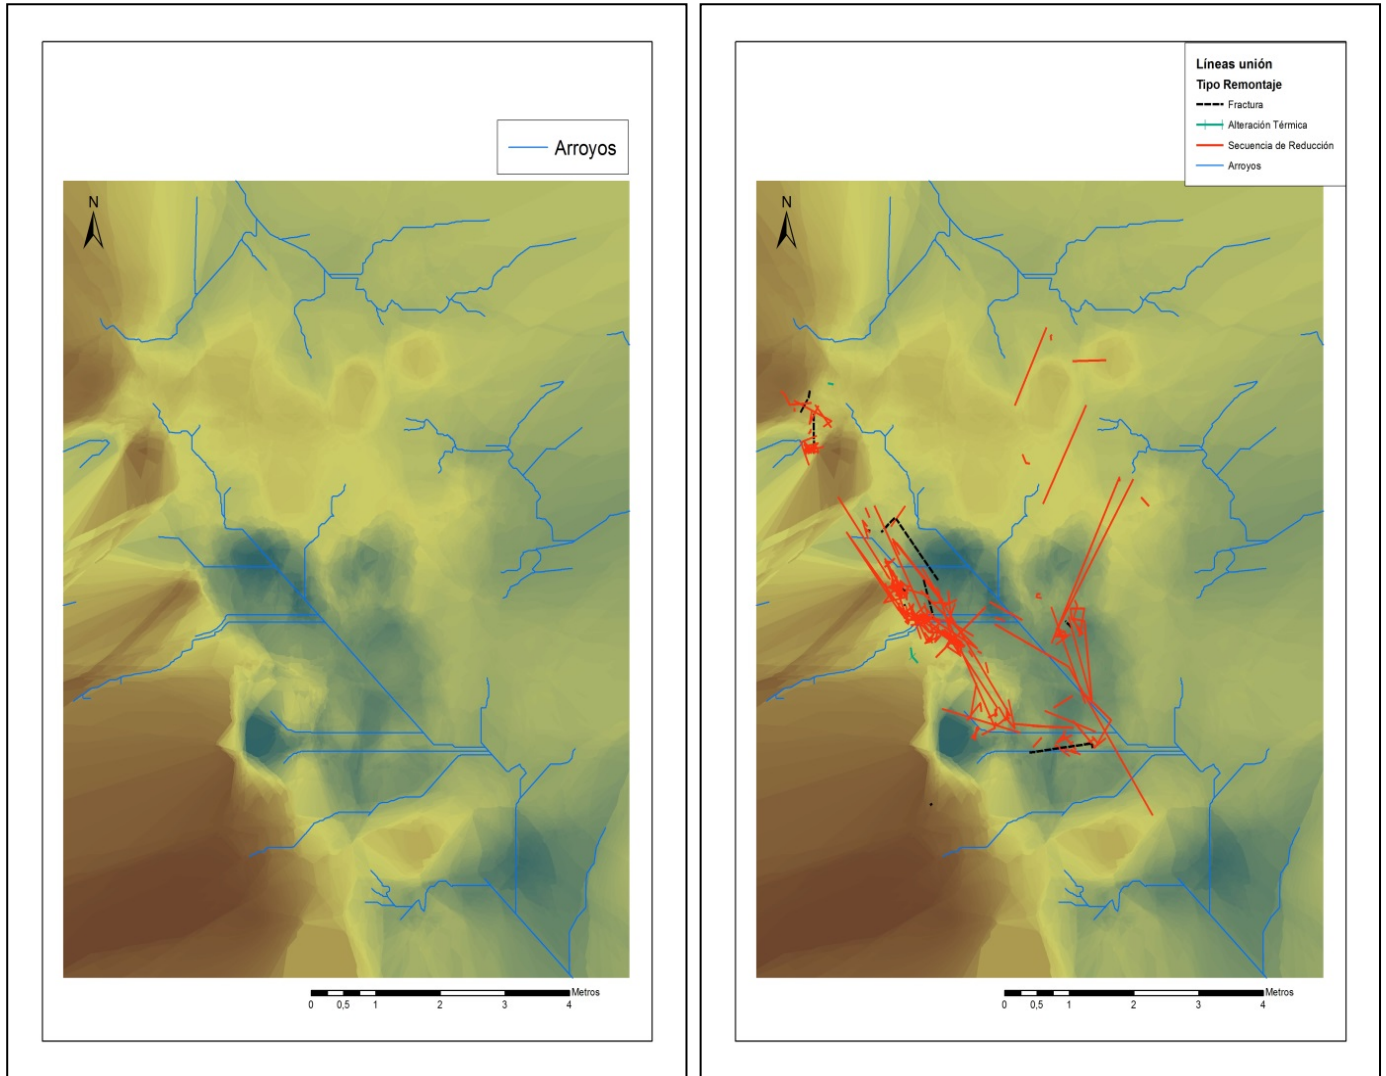 Arroyos
N
0 0,5 1 2 3 4 Metros
Líneas unión
Tipo Remontaje
Fractura
Alteración Térmica
Secuencia de Reducción
Arroyos
N
0 0,5 1 2 3 4 Metros